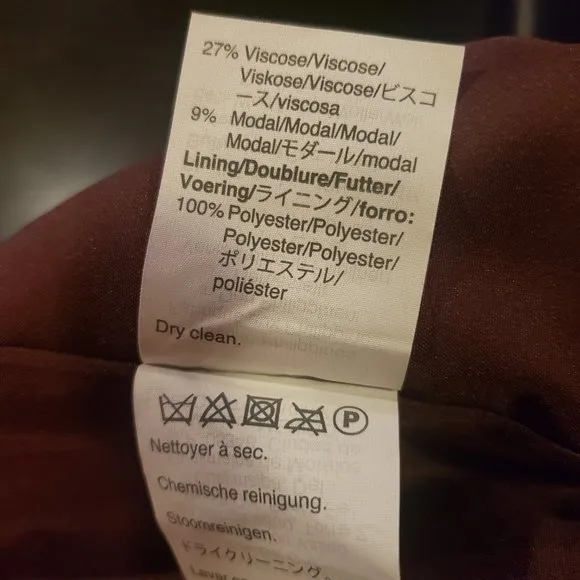 27% Viscose/Viscose/
Viskose/Viscose/ビスコ
ース/viscosa
9% Modal/Modal/Modal/
Modal/モダール/modal
Lining/Doublure/Futter/
Voering/ライニング/forro:
100% Polyester/Polyester/
Polyester/Polyester/
ポリエステル/
poliéster
Dry clean.
P
Nettoyer à sec.
Chemische reinigung.
Stoomreinigen.
ドライクリーニング。
Lavar